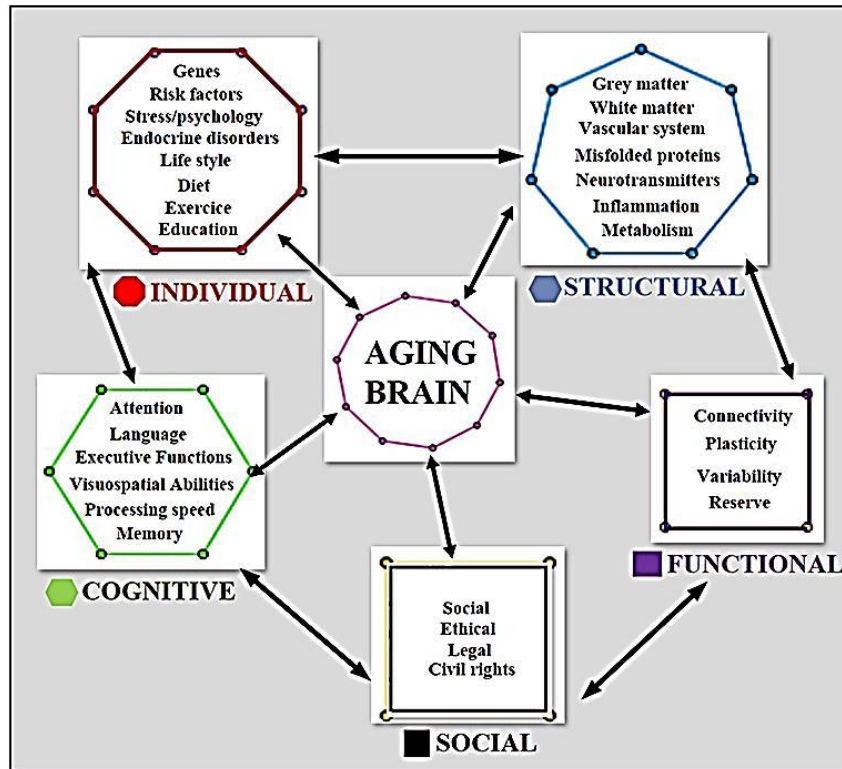 Genes
Risk factors
Stress/psychology
Endocrine disorders
Life style
Diet
Exercice
Education
INDIVIDUAL
Grey matter
White matter
Vascular system
Misfolded proteins
Neurotransmitters
Inflammation
Metabolism
STRUCTURAL
AGING
BRAIN
Attention
Language
Executive Functions
Visuospatial Abilities
Processing speed
Memory
COGNITIVE
Connectivity
Plasticity
Variability
Reserve
FUNCTIONAL
Social
Ethical
Legal
Civil rights
SOCIAL